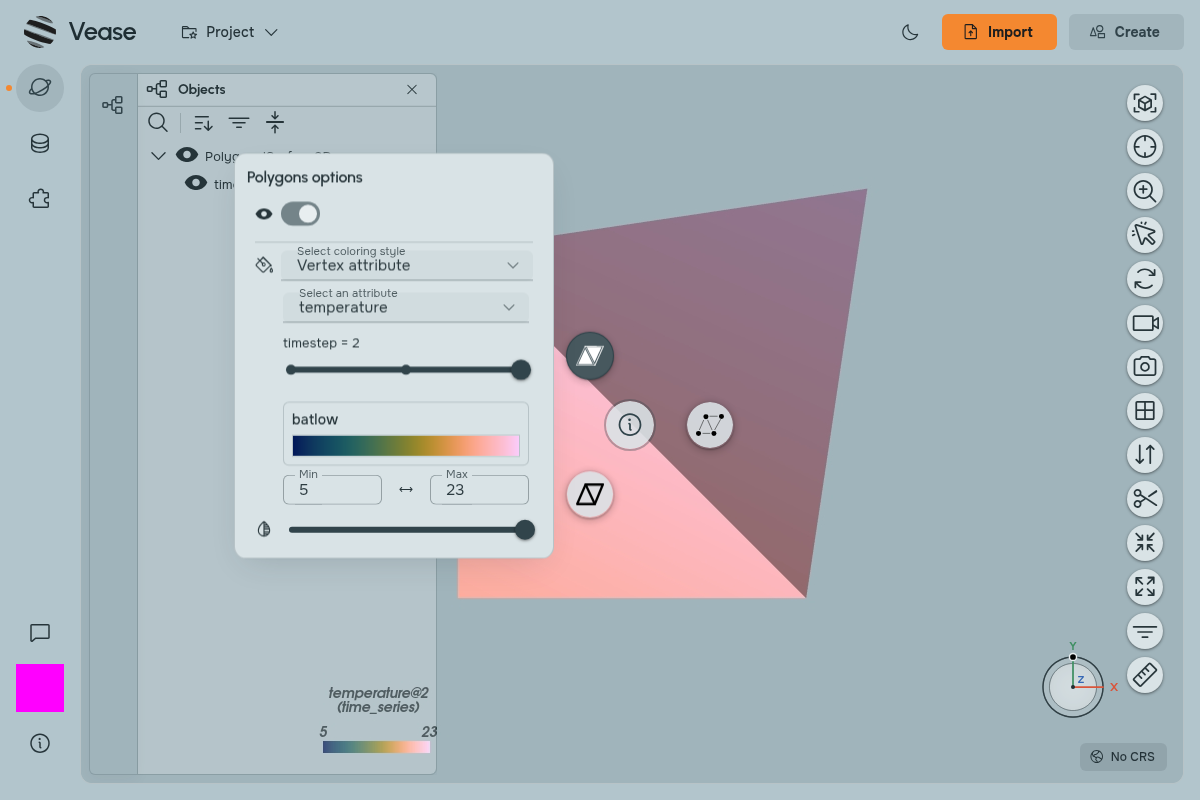 Vease
Project
Import
Create
Objects
Polygons options
Select coloring style
Vertex attribute
Select an attribute
temperature
timestep = 2
batlow
Min
5
Max
23
temperature@2
(time_series)
5
23
Y
Z
X
No CRS